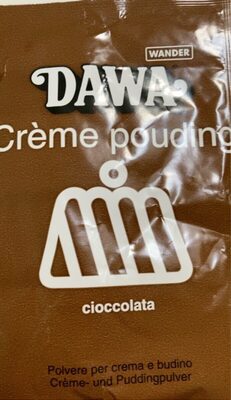 WANDER
DAWA
Crème pouding
cioccolata
Polvere per crema e budino
Crème- und Puddingpulver